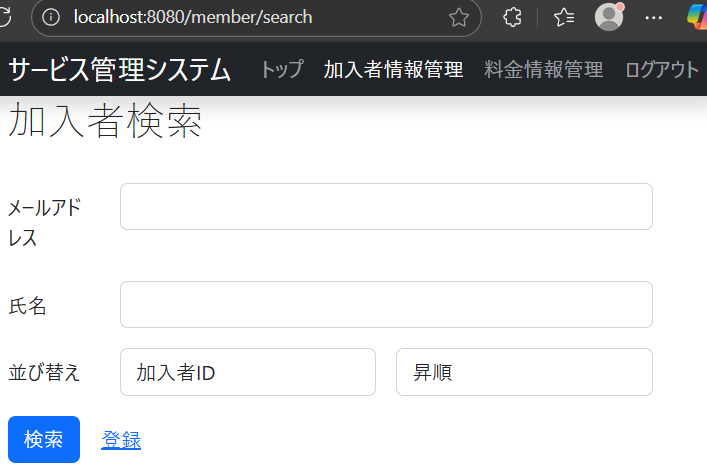 localhost:8080/member/search
サービス管理システム トップ 加入者情報管理 料金情報管理 ログアウト
加入者検索
メールアド
レス
氏名
並び替え 加入者ID 昇順
検索 登録